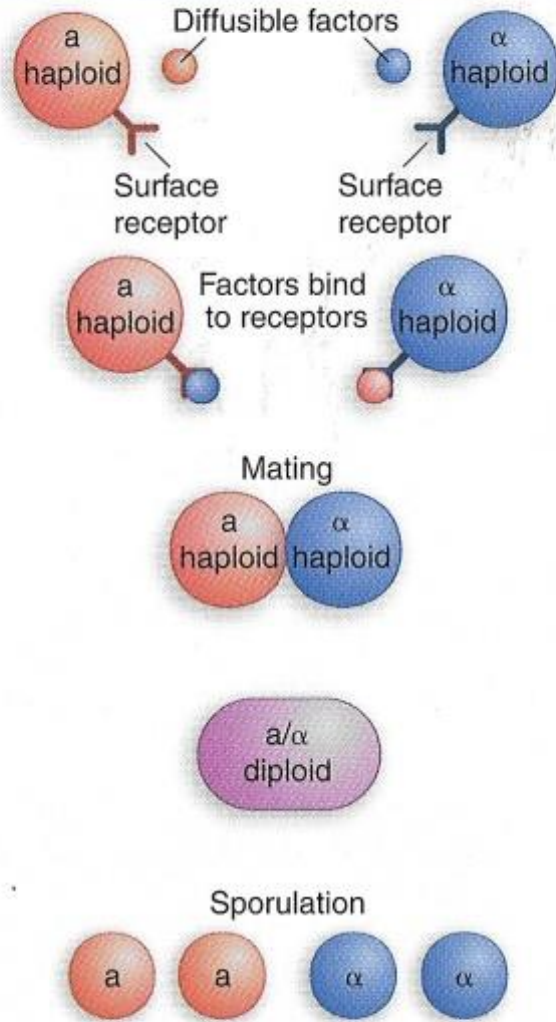 Diffusible factors
a
haploid
α
haploid
Surface
receptor
Surface
receptor
a
haploid
Factors bind
to receptors
α
haploid
Mating
a
haploid
α
haploid
a/α
diploid
Sporulation
a
a
α
α